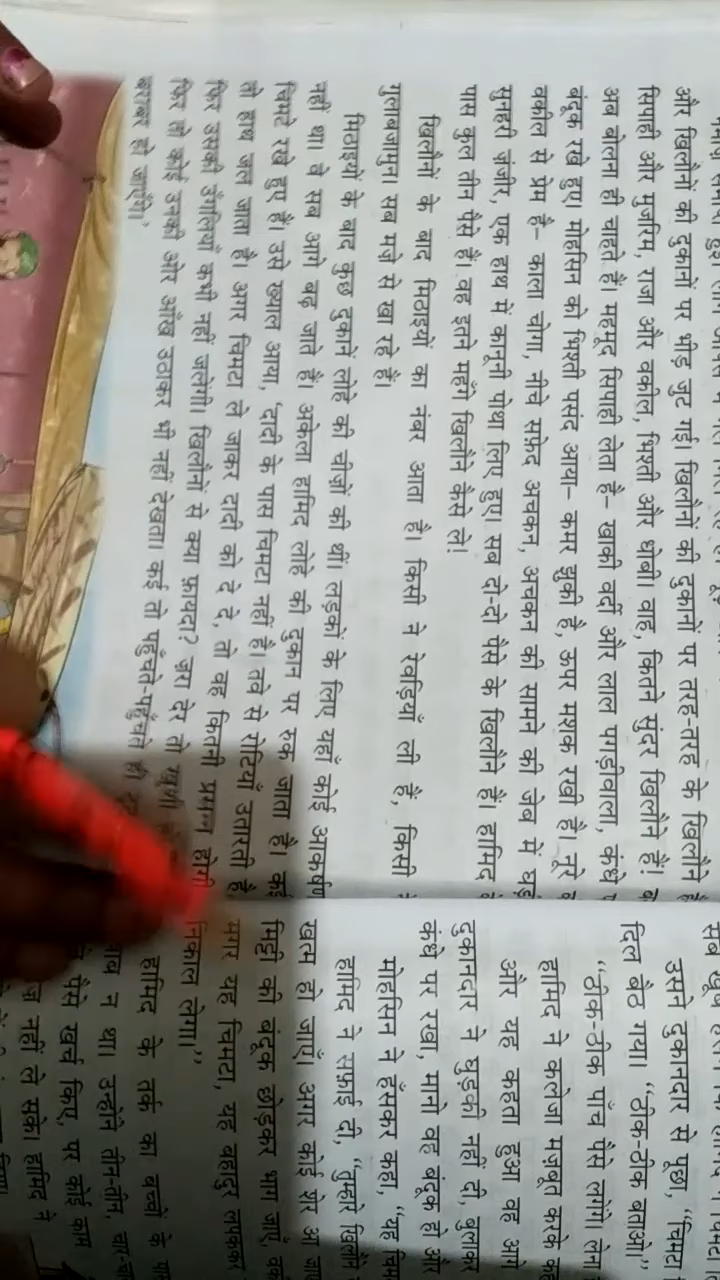 और खिलौनों की दुकानों पर भीड़ जुट गई। खिलौनों की दुकानों पर तरह-तरह के खिलौने हैं
सिपाही और गुजरिम, राजा और वकील, भिश्ती और धोबी। वाह, कितने सुंदर खिलौने हैं!
अब बोलना ही चाहते हैं। महमूद सिपाही लेता है– खाकी वर्दी और लाल पगड़ीवाला, कंधे
बंदूक रखे हुए। मोहसिन को भिश्ती पसंद आया– कमर झुकी है, ऊपर मशक रखी है। नूरे
वकील से प्रेम है– काला चोगा, नीचे सफ़ेद अचकन, अचकन की सामने की जेब में घड़ी
सुनहरी ज़ंजीर, एक हाथ में कानूनी पोथा लिए हुए। सब दो-दो पैसे के खिलौने हैं। हामिद
पास कुल तीन पैसे हैं। वह इतने महँगे खिलौने कैसे ले!
खिलौनों के बाद मिठाइयों का नंबर आता है। किसी ने रेवड़ियां ली हैं, किसी ने
गुलाबजामुन। सब मज़े से खा रहे हैं।
मिठाइयों के बाद कुछ दुकानें लोहे की चीज़ों की थीं। लड़कों के लिए यहां कोई आकर्षण
नहीं था। वे सब आगे बढ़ जाते हैं। अकेला हामिद लोहे की दुकान पर रुक जाता है। कई
चिमटे रखे हुए हैं। उसे ख्याल आया, 'दादी के पास चिमटा नहीं है। तवे से रोटियां उतारती हैं
तो हाथ जल जाता है। अगर चिमटा ले जाकर दादी को दे दे, तो वह कितनी प्रसन्न होंगी
फिर उसकी उँगलियाँ कभी नहीं जलेंगी। खिलौनों से क्या फ़ायदा? ज़रा देर तो खुशी
फिर तो कोई उनकी ओर आँख उठाकर भी नहीं देखता। कई तो पहुँचते-पहुँचते ही
बराबर हो जाएँगे।'
उसने दुकानदार से पूछा, "चिमटा
दिल बैठ गया। "ठीक-ठीक बताओ।"
"ठीक-ठीक पांच पैसे लगेंगे। लेना
हामिद ने कलेजा मज़बूत करके
और यह कहता हुआ वह आगे
दुकानदार ने घुड़की नहीं दी, बुलाकर
कंधे पर रखा, मानो वह बंदूक हो और
मोहसिन ने हंसकर कहा, "यह
हामिद ने सफ़ाई दी, "तुम्हारे खिलौने
खत्म हो जाएं। अगर कोई शेर आ
मिट्टी की बंदूक छोड़कर भाग जाएं,
मगर यह चिमटा, यह बहादुर लपककर
निकाल लेगा।"
हामिद के तर्क का बच्चों के
न था। उन्होंने तीन-तीन,
पैसे खर्च किए, पर कोई काम
नहीं ले सके। हामिद ने